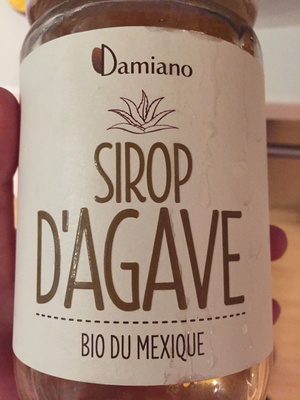 Damiano
SIROP
D'AGAVE
BIO DU MEXIQUE